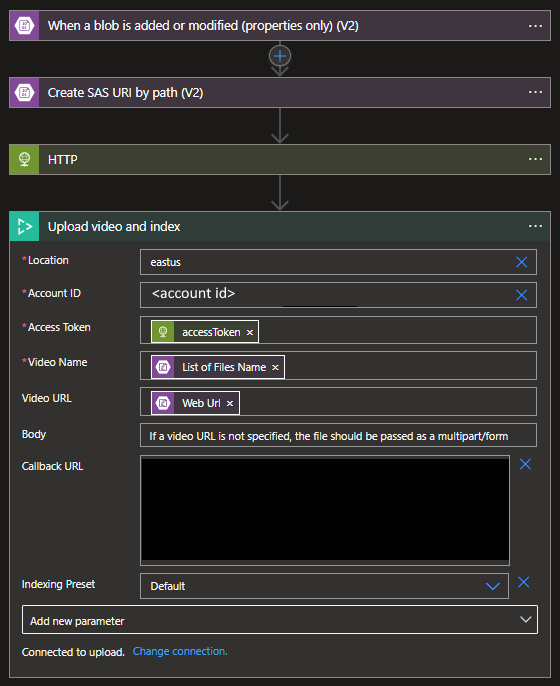 When a blob is added or modified (properties only) (V2)
Create SAS URI by path (V2)
HTTP
Upload video and index
*Location
eastus
*Account ID
<account id>
*Access Token
accessToken
*Video Name
List of Files Name
Video URL
Web Url
Body
If a video URL is not specified, the file should be passed as a multipart/form
Callback URL
Indexing Preset
Default
Add new parameter
Connected to upload. Change connection.